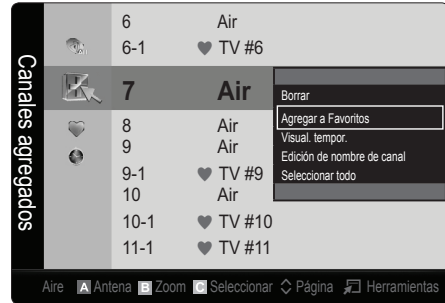 Canales agregados
6 Air
6-1 ♥ TV #6
7 Air
8 Air
9 Air
9-1 ♥ TV #9
10 Air
10-1 ♥ TV #10
11-1 ♥ TV #11
Borrar
Agregar a Favoritos
Visual. tempor.
Edición de nombre de canal
Seleccionar todo
Aire A Antena B Zoom C Seleccionar Página Herramientas